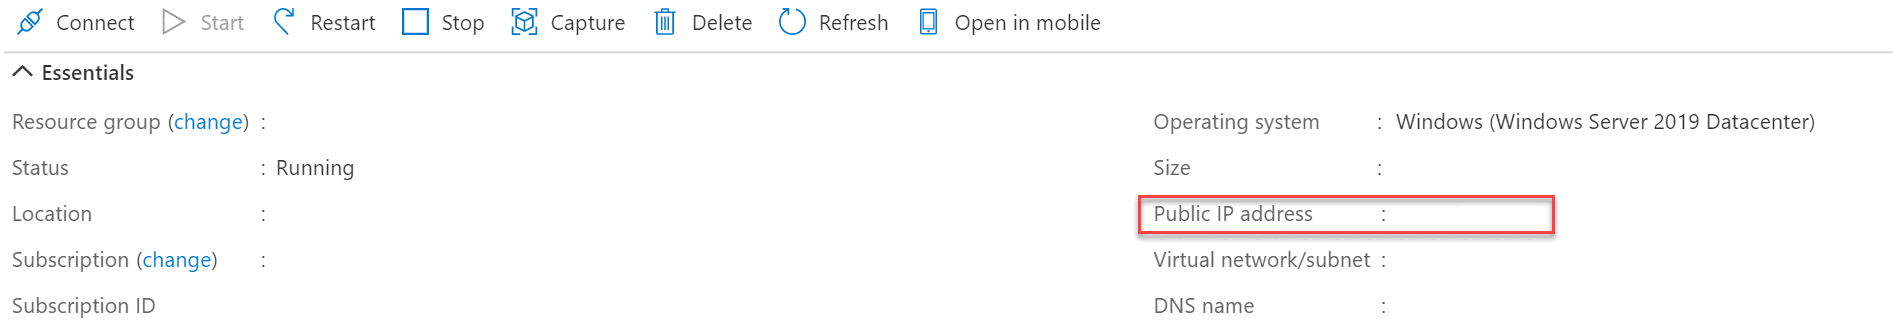 Connect Start Restart Stop Capture Delete Refresh Open in mobile
Essentials
Resource group (change) :
Status : Running
Location :
Subscription (change) :
Subscription ID
Operating system : Windows (Windows Server 2019 Datacenter)
Size :
Public IP address :
Virtual network/subnet :
DNS name :